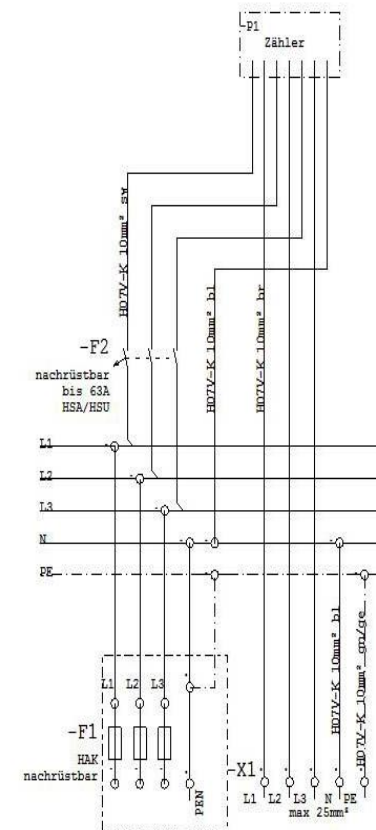 -P1
Zähler
H07V-K 10mm² sw
H07V-K 10mm² bl
H07V-K 10mm² br
-F2
nachrüstbar
bis 63A
HSA/HSU
L1
L2
L3
N
PE
H07V-K 10mm² bl
H07V-K 10mm² gn/ge
L1 L2 L3
-F1
HAK
nachrüstbar
PEN
-X1
L1 L2 L3 N PE
max 25mm²